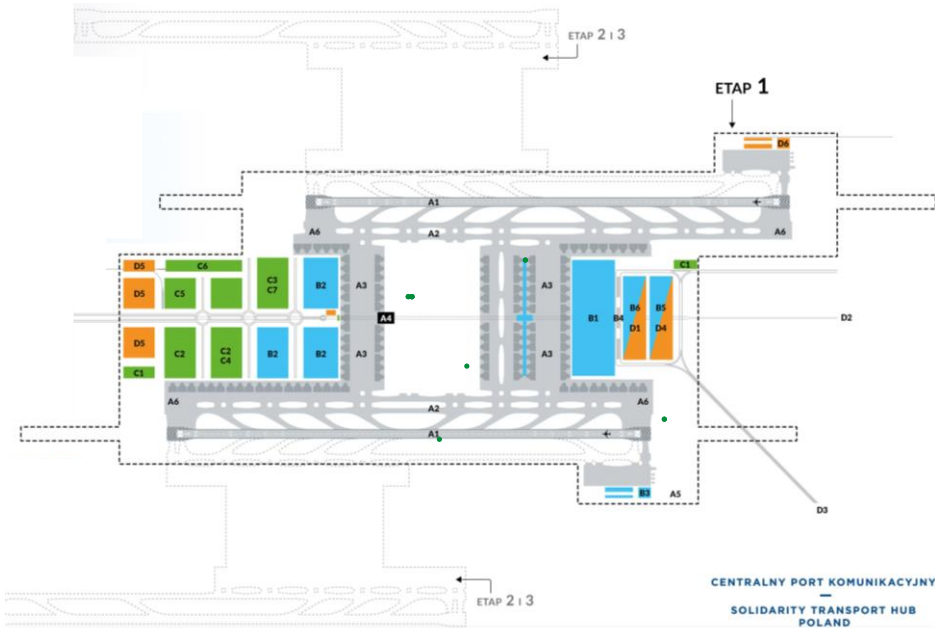 ETAP 2 I 3
ETAP 1
D6
A1
A2
A6
A6
D5
C6
C3
C7
B2
A3
A3
C1
D5
C5
B1
B4
B6
D1
B5
D4
A4
D2
D5
C2
C2
C4
B2
B2
A3
A3
C1
A6
A2
A6
A1
B3
A5
D3
ETAP 2 I 3
CENTRALNY PORT KOMUNIKACYJNY
—
SOLIDARITY TRANSPORT HUB
POLAND